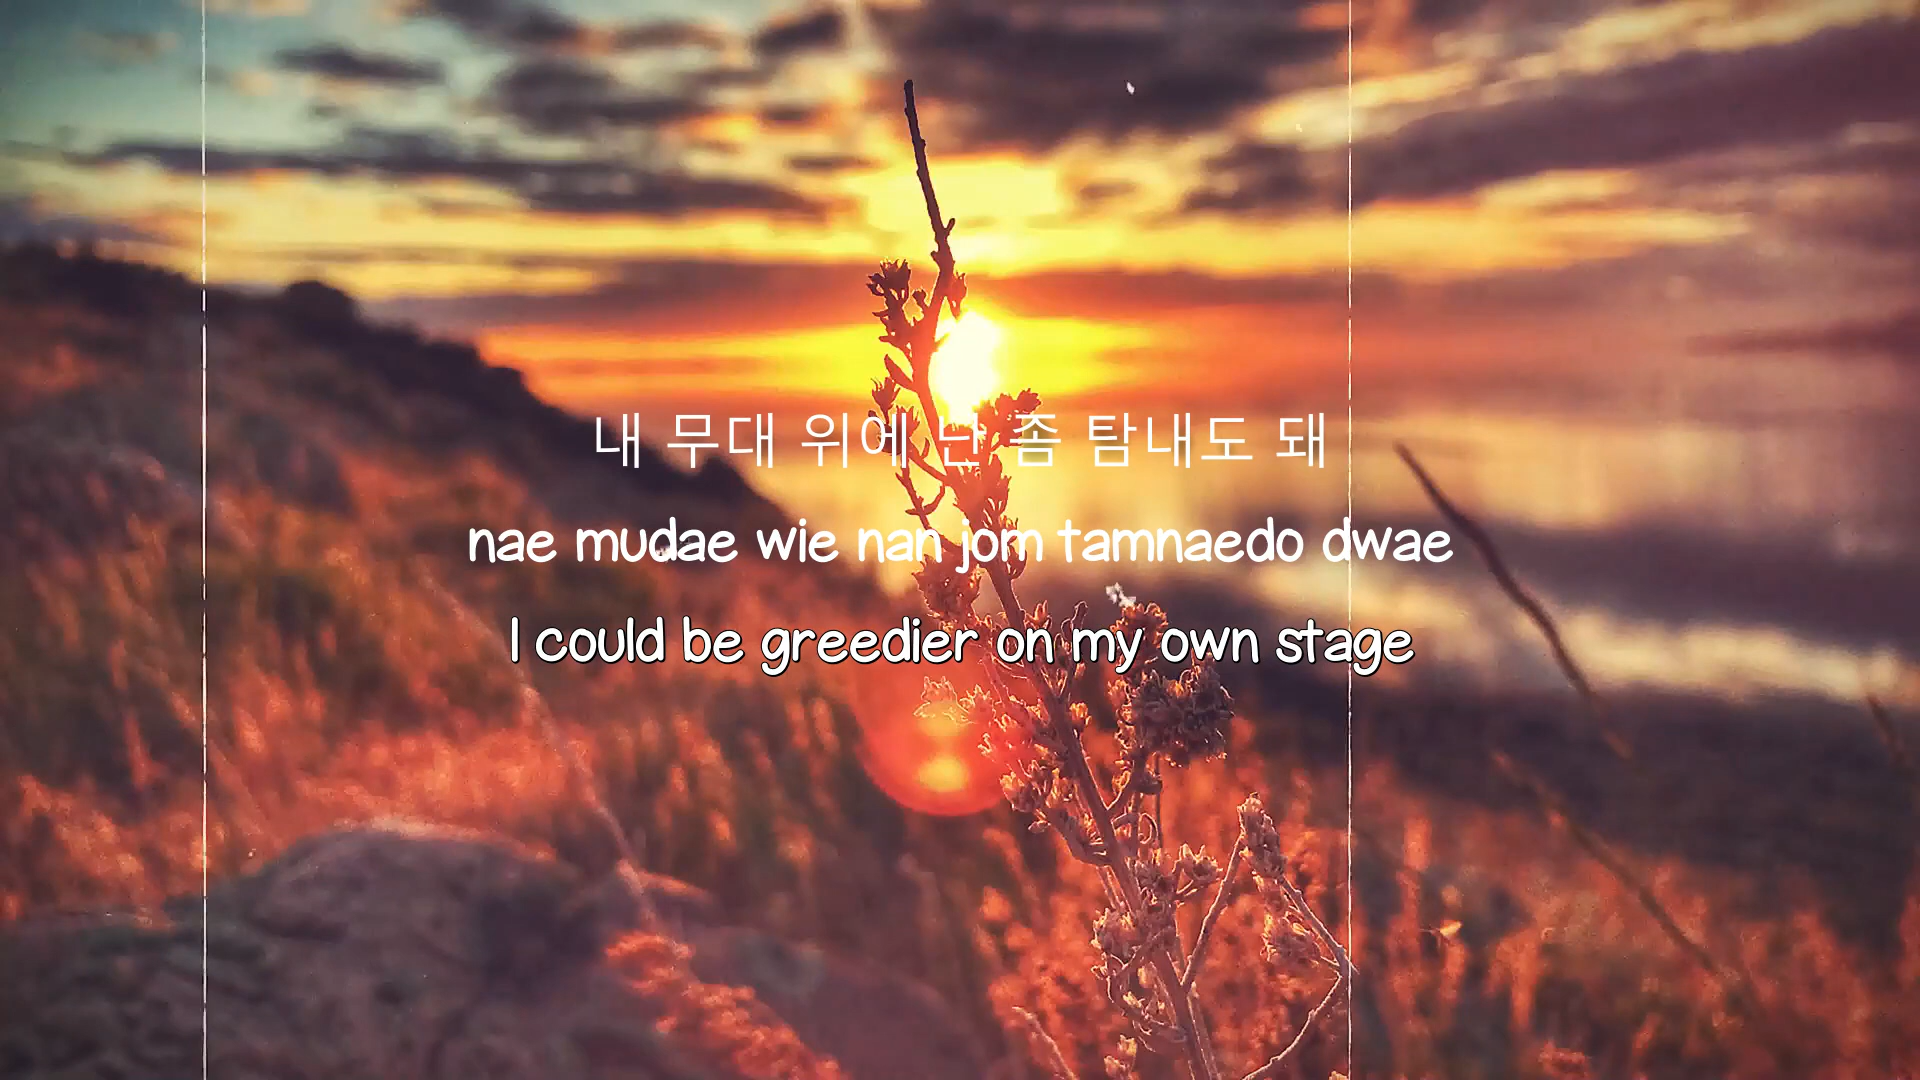 내 무대 위에 난 좀 탐내도 돼
nae mudae wie nan jom tamnaedo dwae
I could be greedier on my own stage